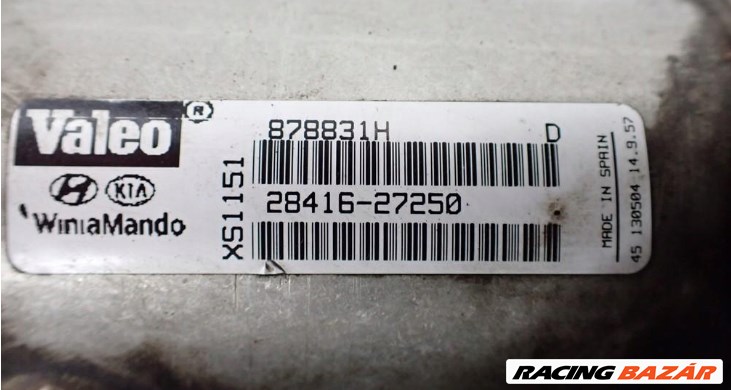 Valeo ®
KIA
WiniaMando
XS1151
878831H D
28416-27250
MADE IN SPAIN
45 130504 14.9.57
RACING BAZÁR